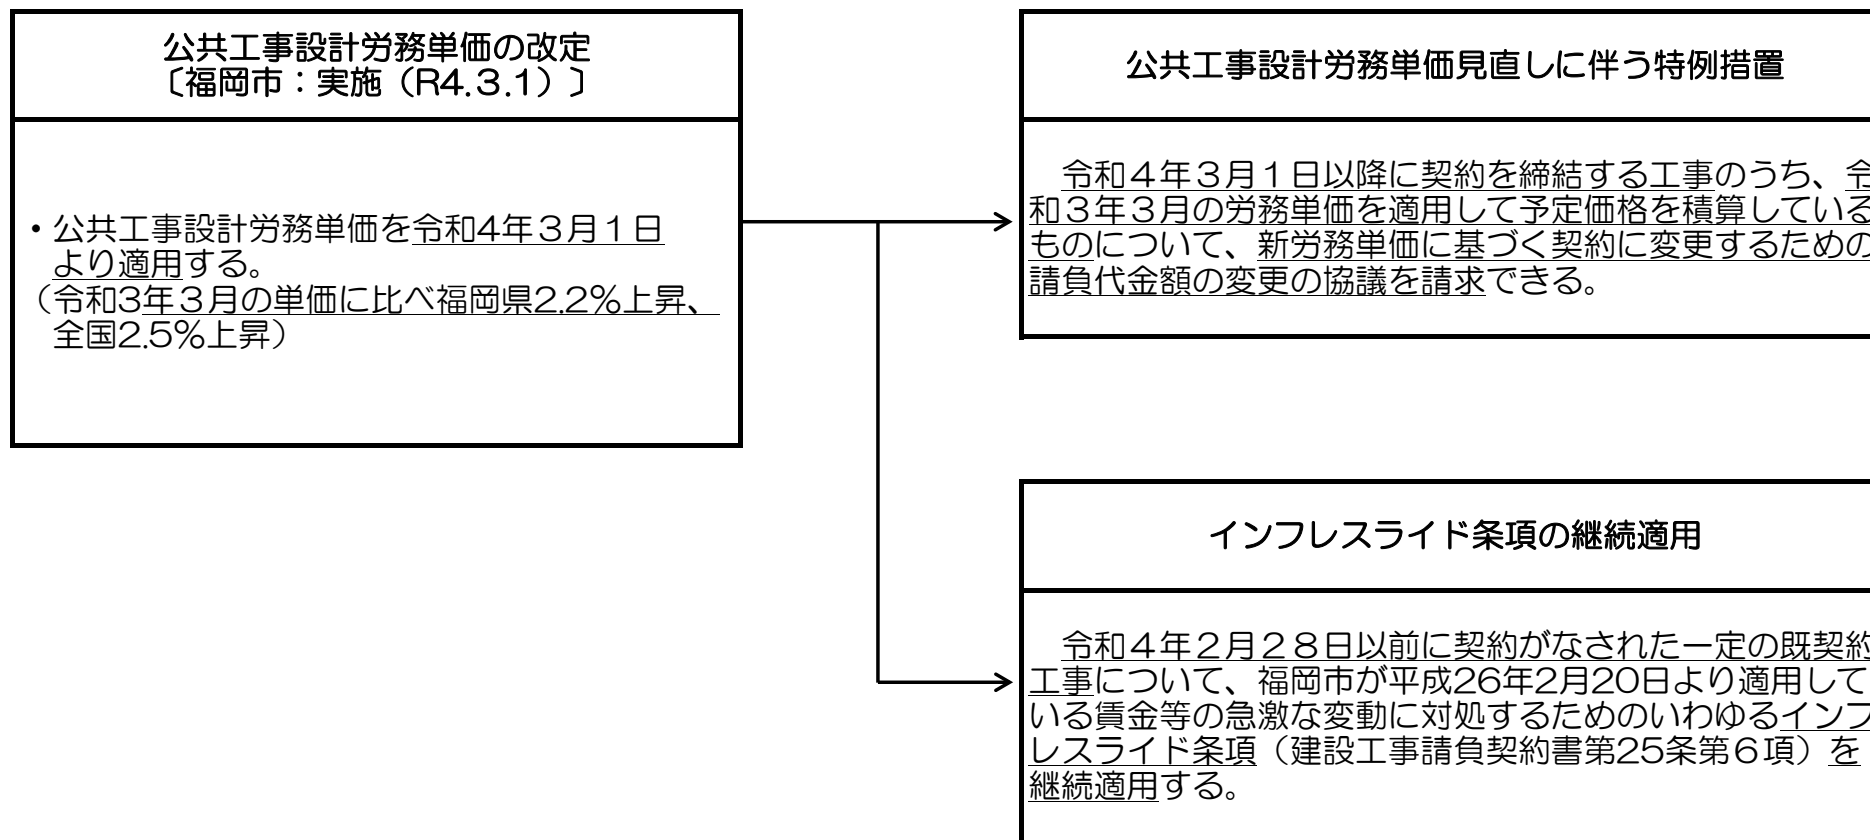 公共工事設計労務単価の改定
〔福岡市：実施（R4.3.1）〕
・公共工事設計労務単価を令和4年３月１日
より適用する。
（令和3年３月の単価に比べ福岡県2.2％上昇、
全国2.5％上昇）
公共工事設計労務単価見直しに伴う特例措置
令和４年３月１日以降に契約を締結する工事のうち、令
和３年３月の労務単価を適用して予定価格を積算している
ものについて、新労務単価に基づく契約に変更するための
請負代金額の変更の協議を請求できる。
インフレスライド条項の継続適用
令和４年２月２８日以前に契約がなされた一定の既契約
工事について、福岡市が平成26年2月20日より適用して
いる賃金等の急激な変動に対処するためのいわゆるインフ
レスライド条項（建設工事請負契約書第25条第６項）を
継続適用する。